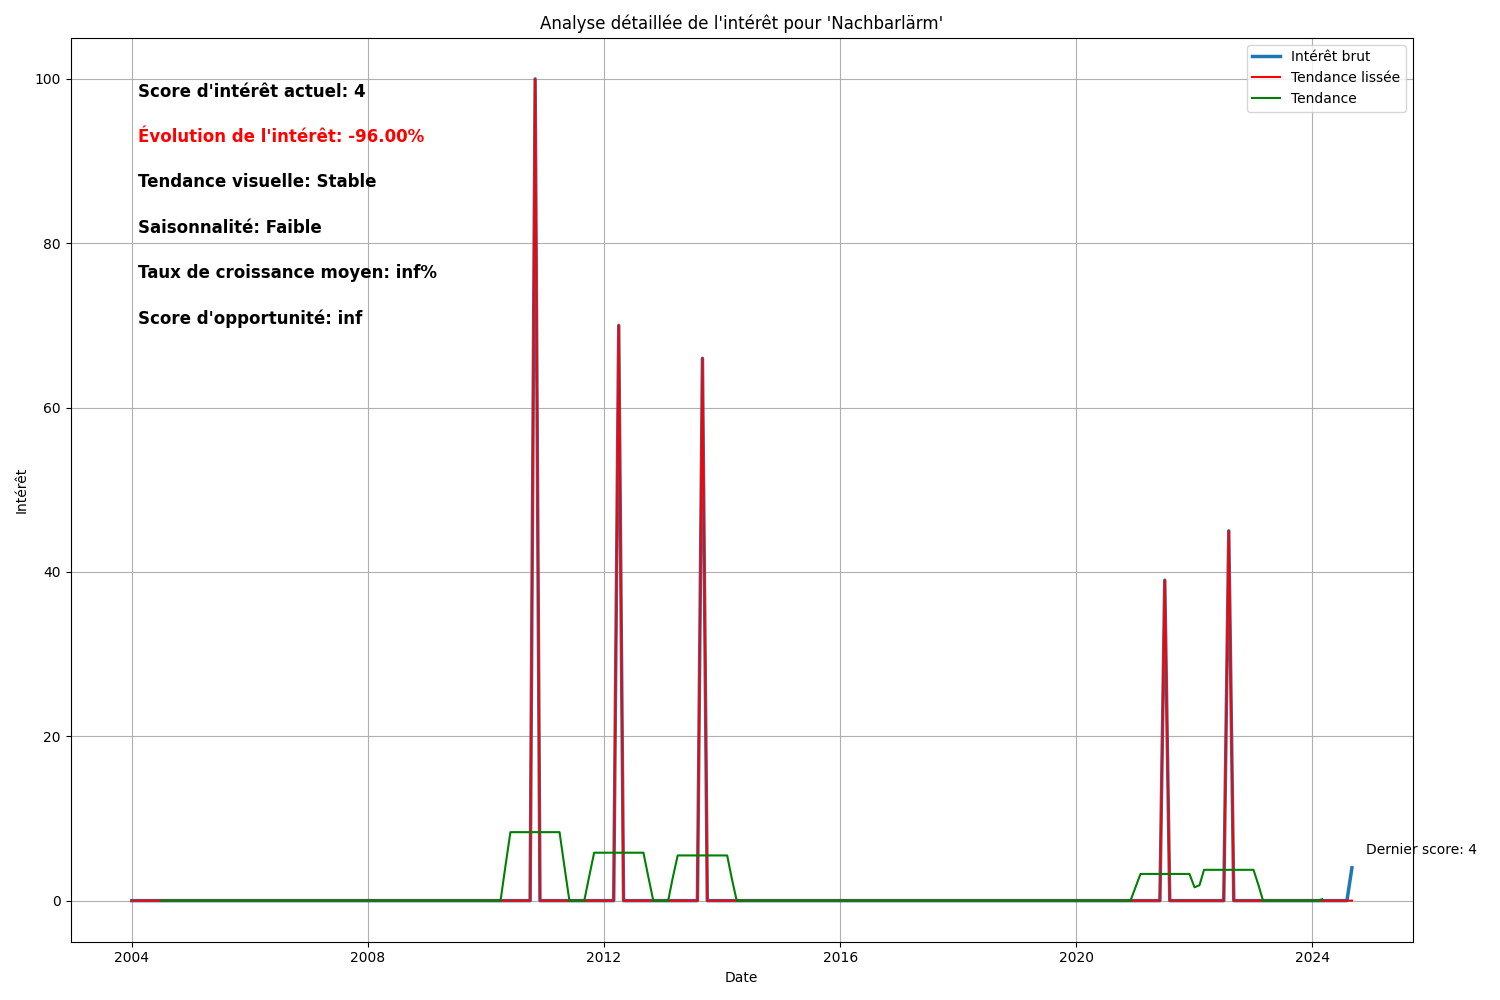 Analyse détaillée de l'intérêt pour 'Nachbarlärm'
Intérêt brut
Tendance lissée
Tendance
Score d'intérêt actuel: 4
Évolution de l'intérêt: -96.00%
Tendance visuelle: Stable
Saisonnalité: Faible
Taux de croissance moyen: inf%
Score d'opportunité: inf
100
80
60
40
20
0
Intérêt
Dernier score: 4
2004
2008
2012
2016
2020
2024
Date